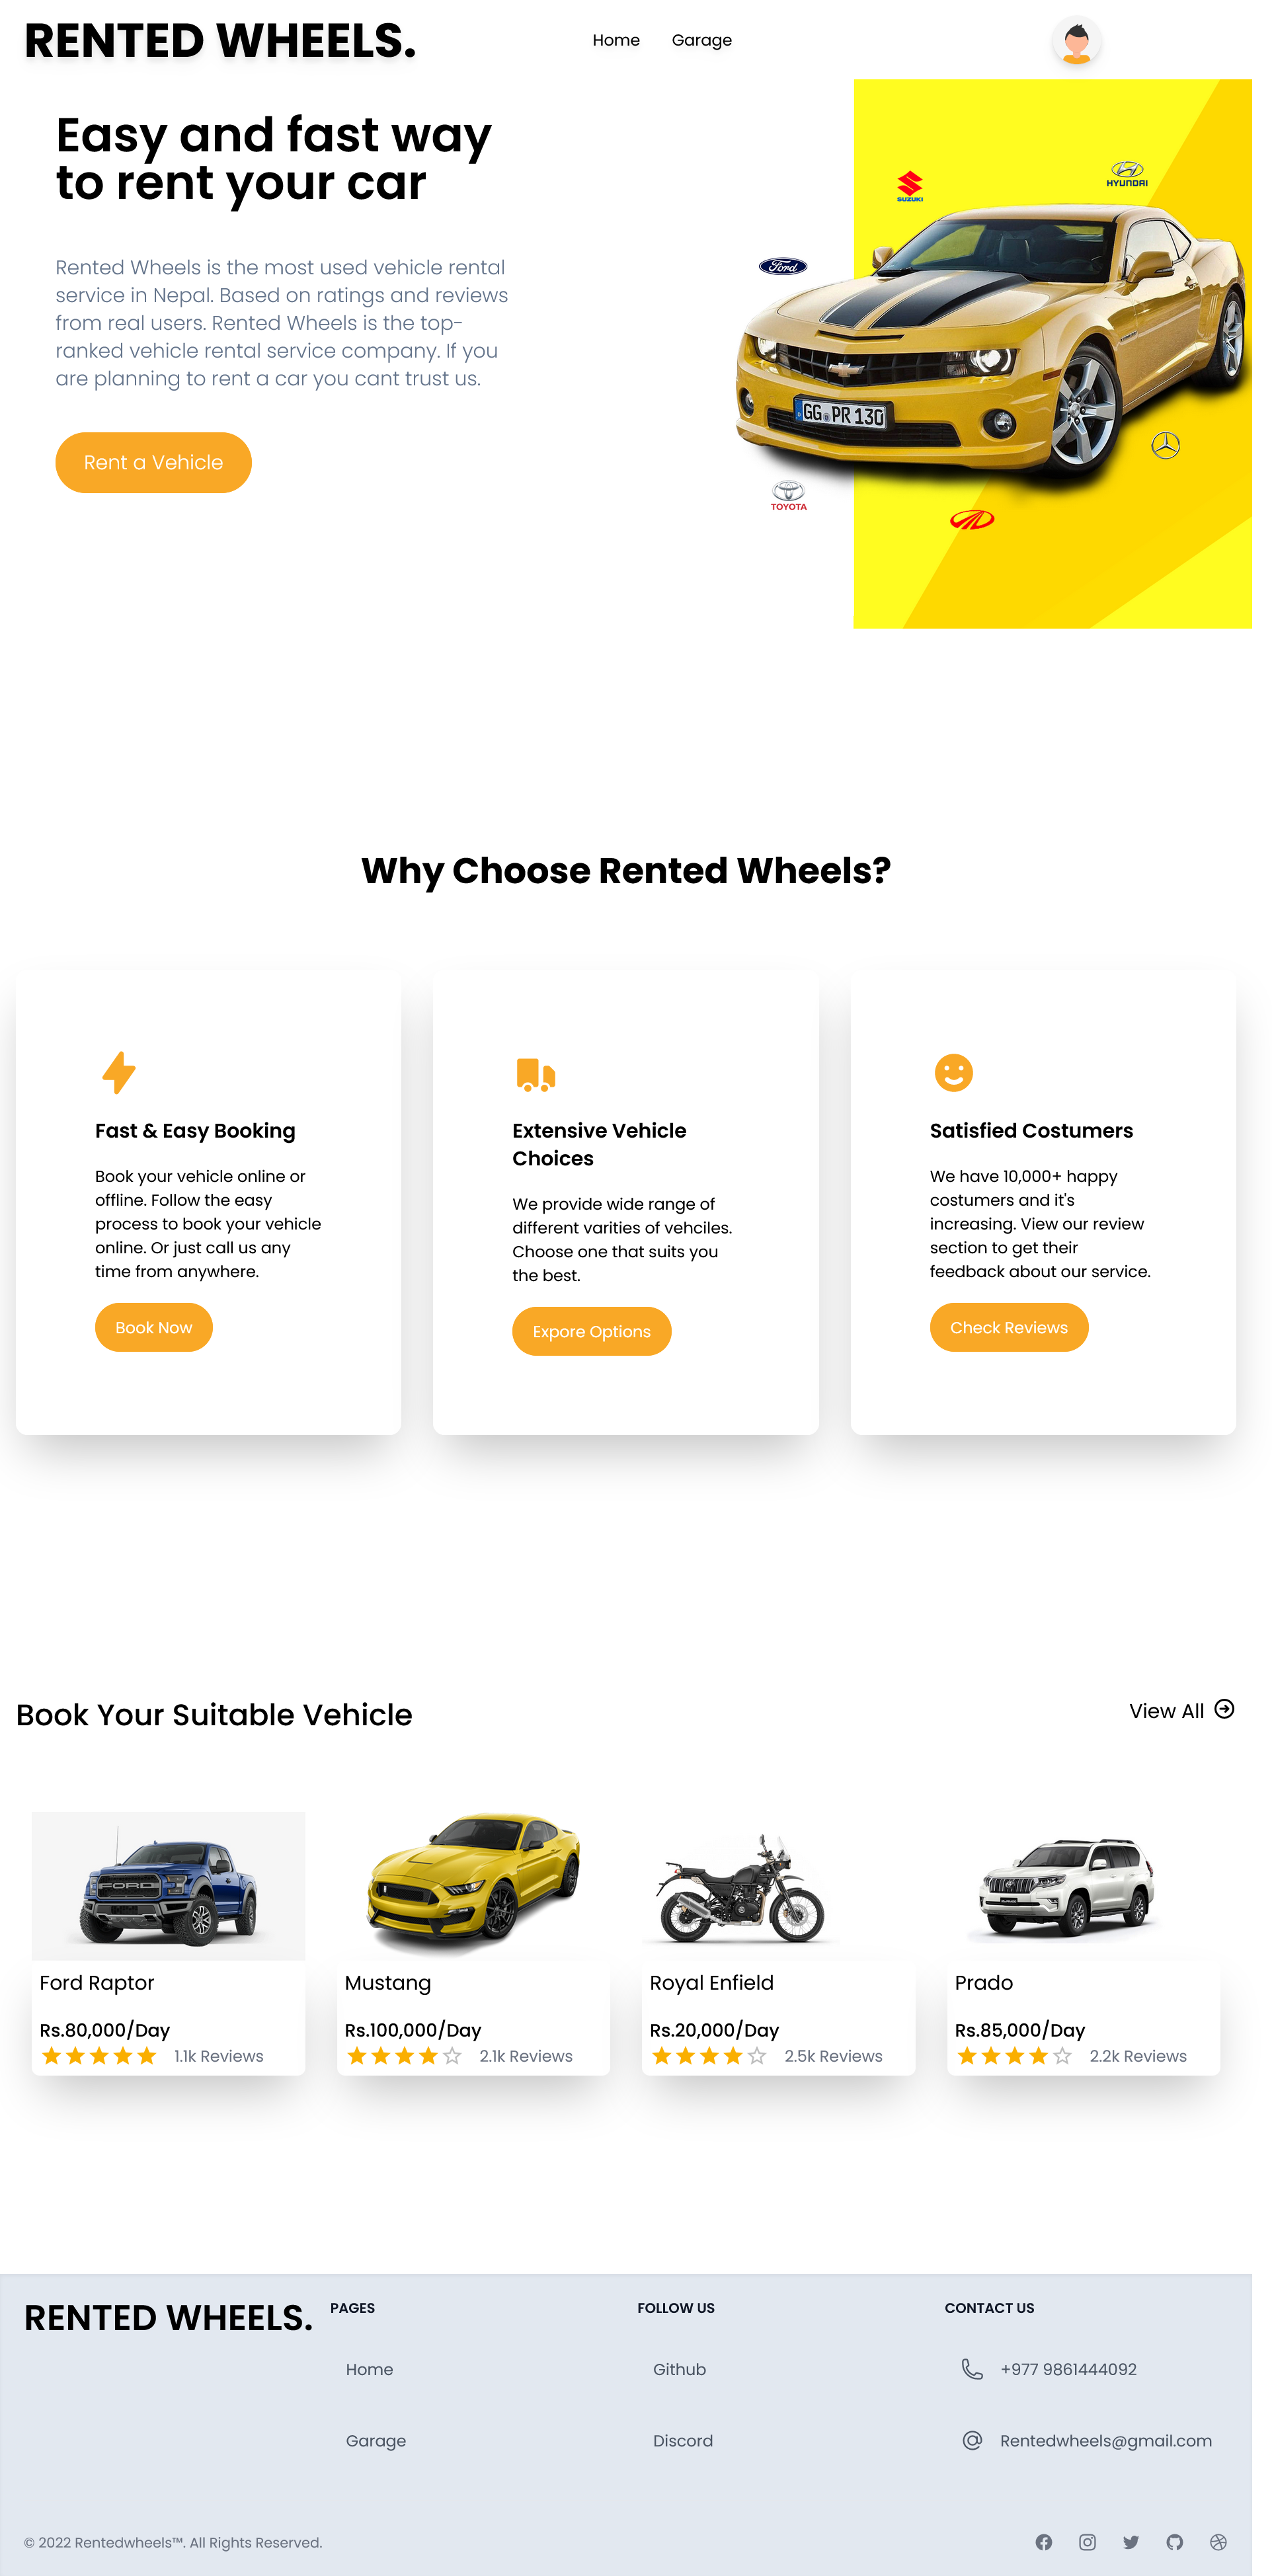 RENTED WHEELS.
Home
Garage
Easy and fast way
to rent your car
Rented Wheels is the most used vehicle rental
service in Nepal. Based on ratings and reviews
from real users. Rented Wheels is the top-
ranked vehicle rental service company. If you
are planning to rent a car you cant trust us.
Rent a Vehicle
SUZUKI
HYUNDAI
Ford
GG PR 130
TOYOTA
Why Choose Rented Wheels?
Fast & Easy Booking
Book your vehicle online or
offline. Follow the easy
process to book your vehicle
online. Or just call us any
time from anywhere.
Book Now
Extensive Vehicle
Choices
We provide wide range of
different varities of vehciles.
Choose one that suits you
the best.
Expore Options
Satisfied Costumers
We have 10,000+ happy
costumers and it's
increasing. View our review
section to get their
feedback about our service.
Check Reviews
Book Your Suitable Vehicle
View All
FORD
Ford Raptor
Rs.80,000/Day
1.1k Reviews
Mustang
Rs.100,000/Day
2.1k Reviews
Royal Enfield
Rs.20,000/Day
2.5k Reviews
Prado
Rs.85,000/Day
2.2k Reviews
RENTED WHEELS.
PAGES
Home
Garage
FOLLOW US
Github
Discord
CONTACT US
+977 9861444092
Rentedwheels@gmail.com
© 2022 Rentedwheels™. All Rights Reserved.